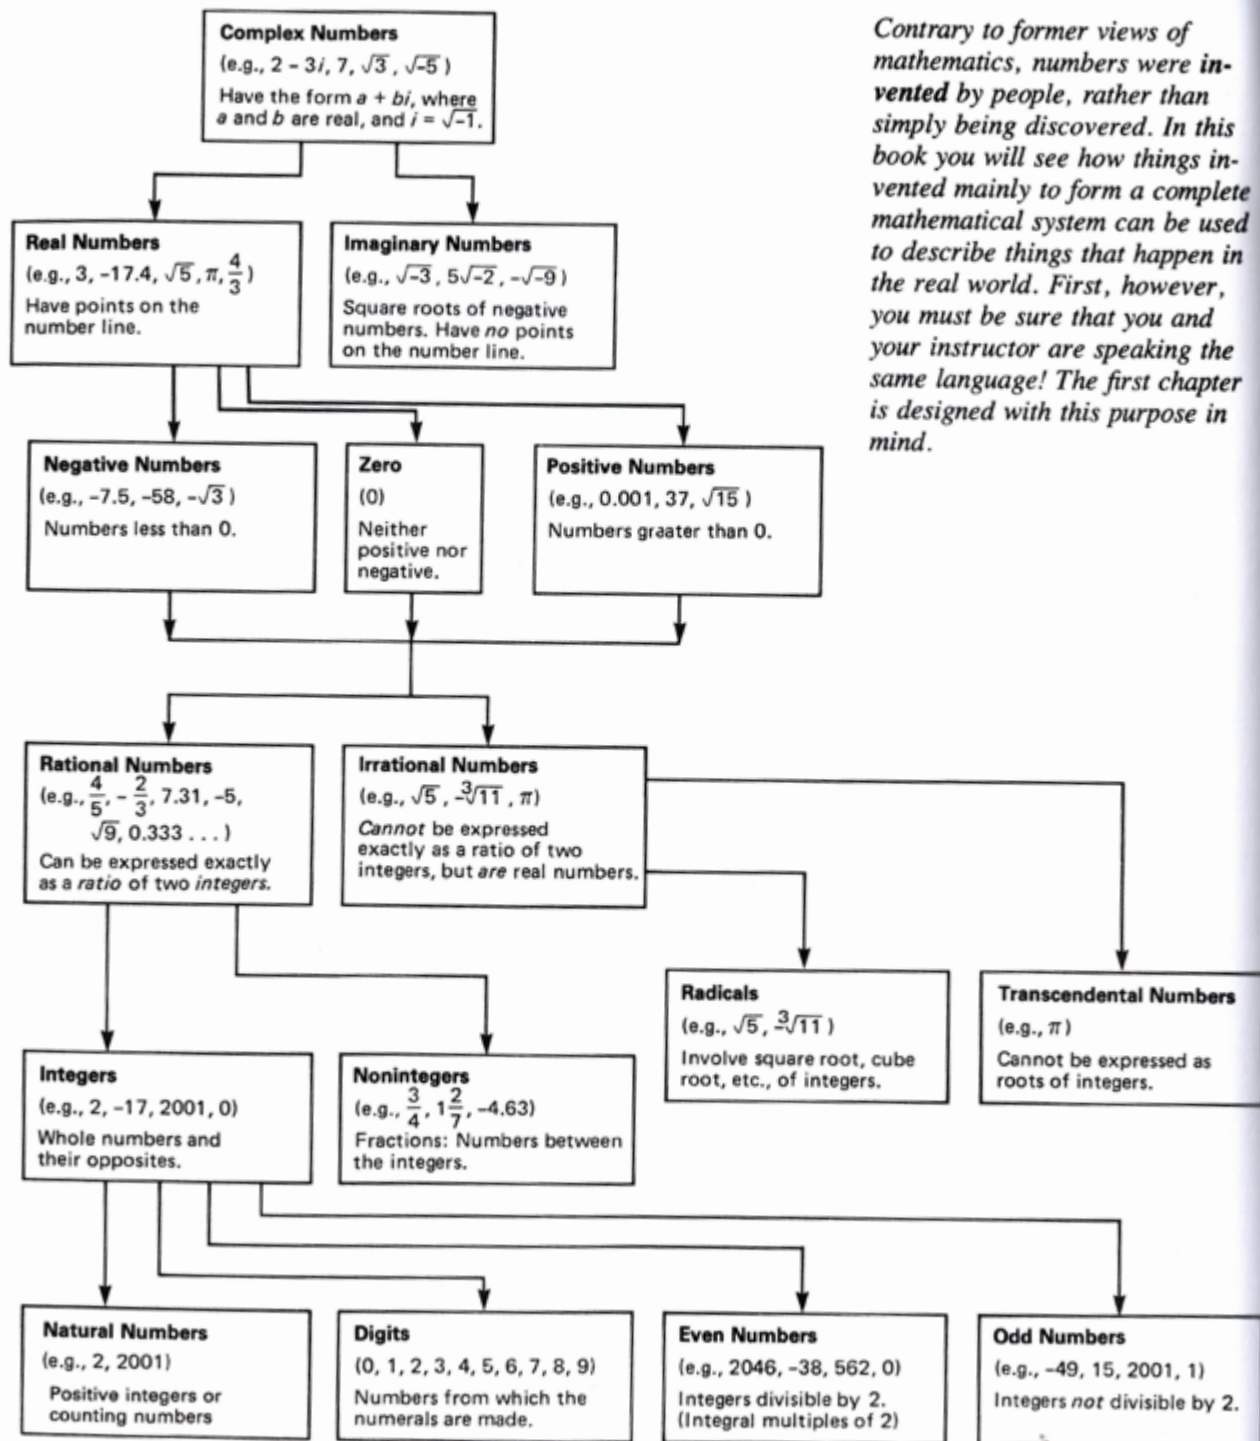 Complex Numbers
(e.g., 2 - 3i, 7, √3, √-5)
Have the form a + bi, where
a and b are real, and i = √-1.
Contrary to former views of
mathematics, numbers were in-
vented by people, rather than
simply being discovered. In this
book you will see how things in-
vented mainly to form a complete
mathematical system can be used
to describe things that happen in
the real world. First, however,
you must be sure that you and
your instructor are speaking the
same language! The first chapter
is designed with this purpose in
mind.
Real Numbers
(e.g., 3, -17.4, √5, π, 4/3)
Have points on the
number line.
Imaginary Numbers
(e.g., √-3, 5√-2, -√-9)
Square roots of negative
numbers. Have no points
on the number line.
Negative Numbers
(e.g., -7.5, -58, -√3)
Numbers less than 0.
Zero
(0)
Neither
positive nor
negative.
Positive Numbers
(e.g., 0.001, 37, √15)
Numbers greater than 0.
Rational Numbers
(e.g., 4/5, - 2/3, 7.31, -5,
√9, 0.333 . . .)
Can be expressed exactly
as a ratio of two integers.
Irrational Numbers
(e.g., √5, -∛11, π)
Cannot be expressed
exactly as a ratio of two
integers, but are real numbers.
Radicals
(e.g., √5, -∛11)
Involve square root, cube
root, etc., of integers.
Transcendental Numbers
(e.g., π)
Cannot be expressed as
roots of integers.
Integers
(e.g., 2, -17, 2001, 0)
Whole numbers and
their opposites.
Nonintegers
(e.g., 3/4, 1 2/7, -4.63)
Fractions: Numbers between
the integers.
Natural Numbers
(e.g., 2, 2001)
Positive integers or
counting numbers
Digits
(0, 1, 2, 3, 4, 5, 6, 7, 8, 9)
Numbers from which the
numerals are made.
Even Numbers
(e.g., 2046, -38, 562, 0)
Integers divisible by 2.
(Integral multiples of 2)
Odd Numbers
(e.g., -49, 15, 2001, 1)
Integers not divisible by 2.